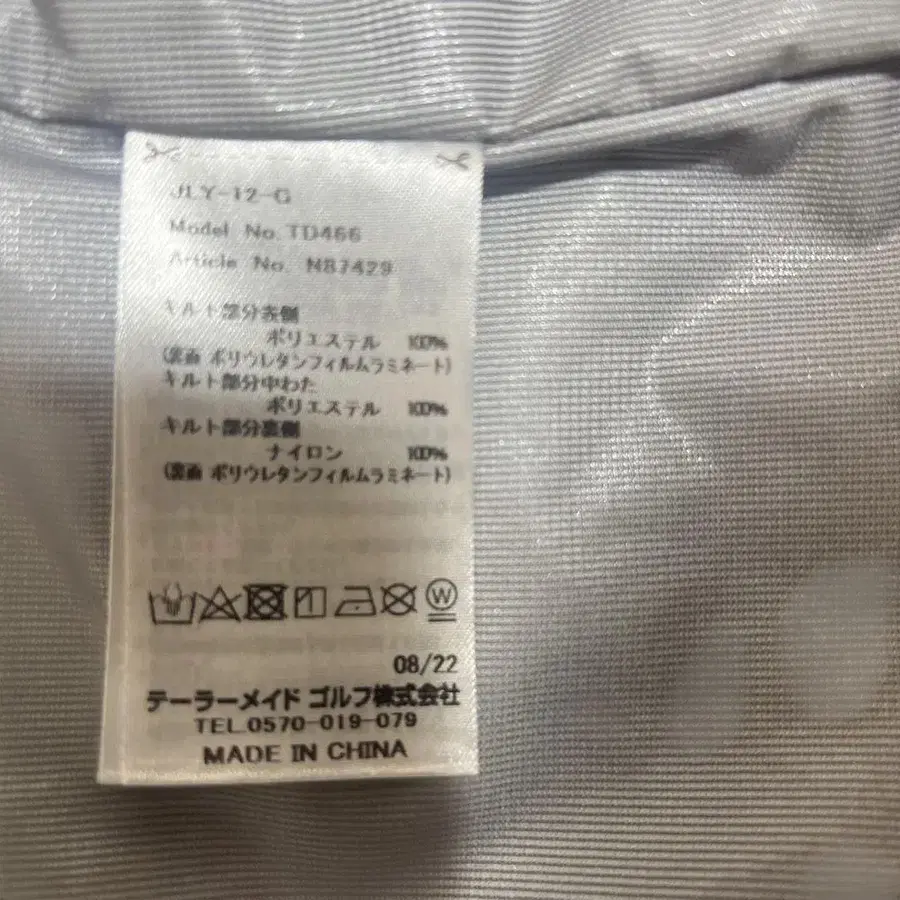 JLY-12-G
Model No. TD466
Article No. N87429
キルト部分表側
ポリエステル 100%
(裏面 ポリウレタンフィルムラミネート)
キルト部分中わた
ポリエステル 100%
キルト部分裏側
ナイロン 100%
(裏面 ポリウレタンフィルムラミネート)
W
08/22
テーラーメイド ゴルフ株式会社
TEL.0570-019-079
MADE IN CHINA